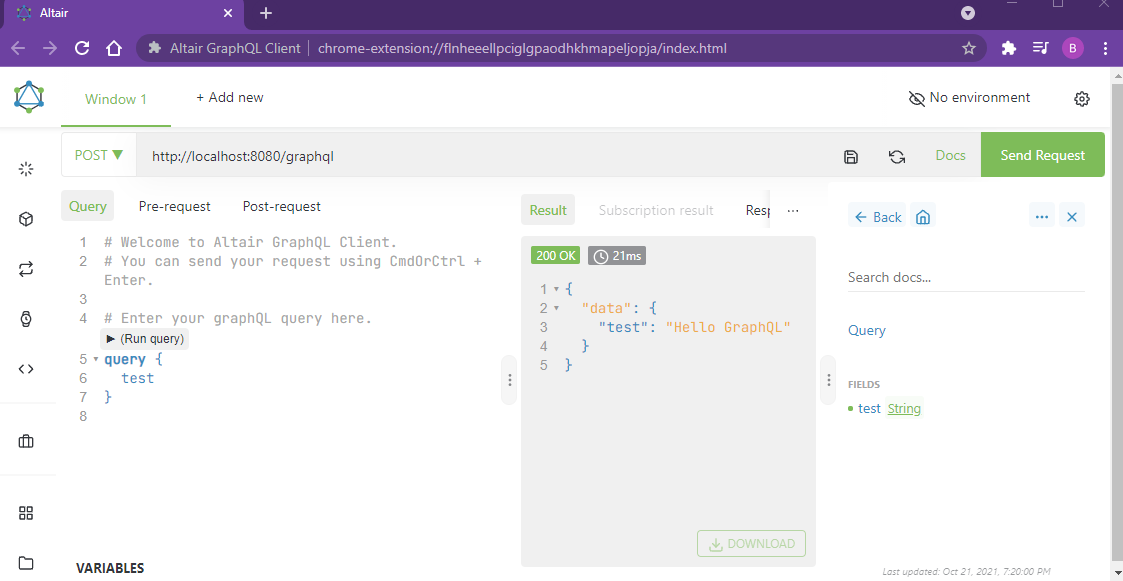 Altair
Altair GraphQL Client
chrome-extension://flnheeellpciglgpaodhkhmapeljopja/index.html
B
Window 1
+ Add new
No environment
POST ▼
http://localhost:8080/graphql
Docs
Send Request
Query
Pre-request
Post-request
1 # Welcome to Altair GraphQL Client.
2 # You can send your request using CmdOrCtrl +
Enter.
3
4 # Enter your graphQL query here.
▶ (Run query)
5 query {
6 test
7 }
8
VARIABLES
Result
Subscription result
Resp
...
200 OK
21ms
1 {
2 "data": {
3 "test": "Hello GraphQL"
4 }
5 }
DOWNLOAD
Back
Search docs...
Query
FIELDS
test String
Last updated: Oct 21, 2021, 7:20:00 PM